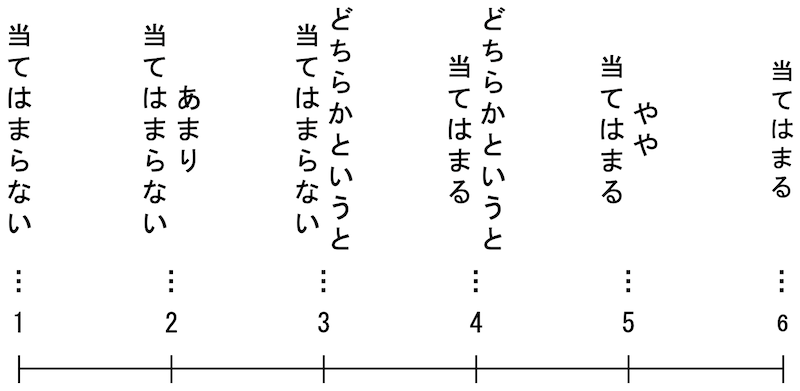 当てはまらない
…
1
あまり
当てはまらない
…
2
どちらかというと
当てはまらない
…
3
どちらかというと
当てはまる
…
4
やや
当てはまる
…
5
当てはまる
…
6